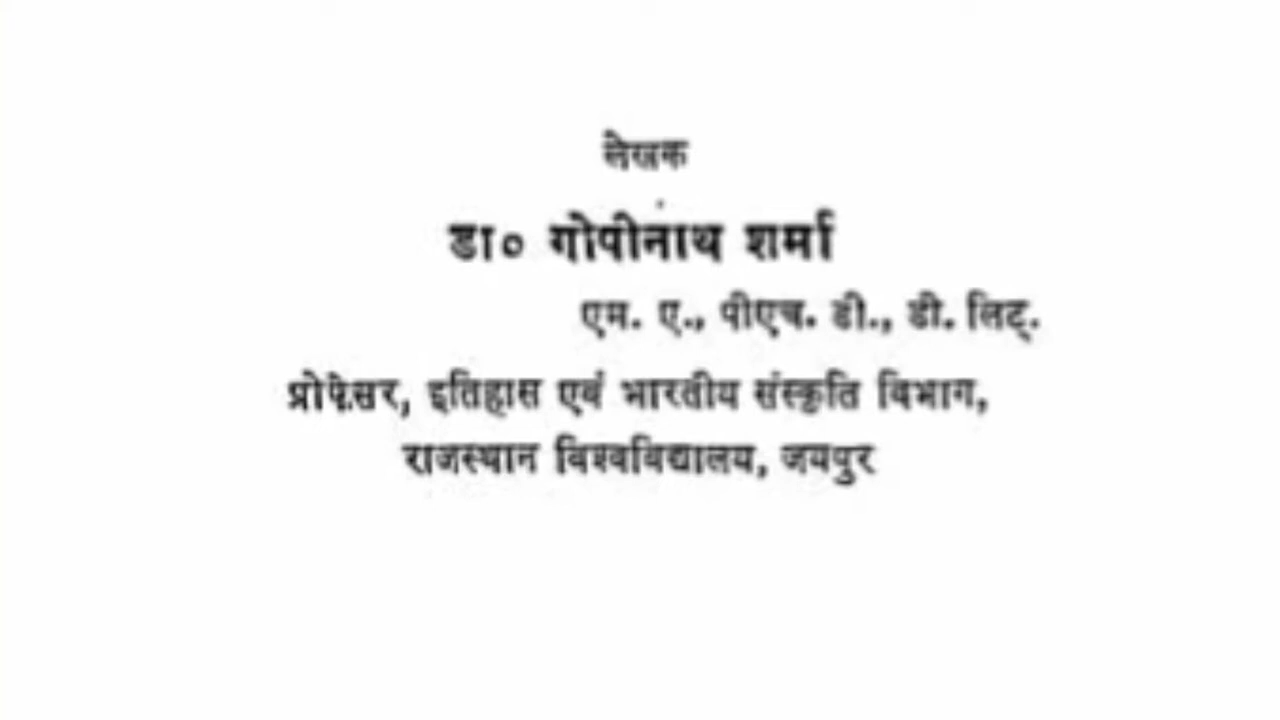 लेखक
डा० गोपीनाथ शर्मा
एम. ए., पीएच. डी., डी. लिट्.
प्रोफेसर, इतिहास एवं भारतीय संस्कृति विभाग,
राजस्थान विश्वविद्यालय, जयपुर